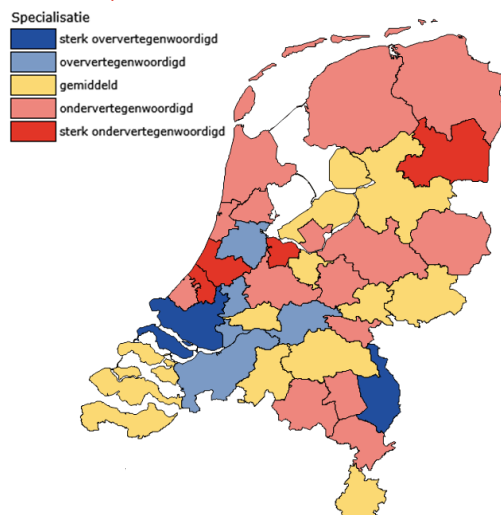 Specialisatie
sterk oververtegenwoordigd
oververtegenwoordigd
gemiddeld
ondervertegenwoordigd
sterk ondervertegenwoordigd